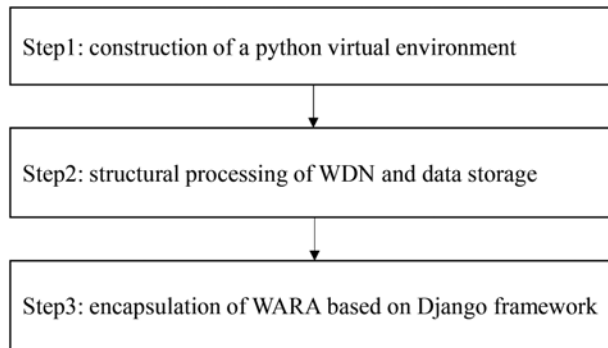 Step1: construction of a python virtual environment
Step2: structural processing of WDN and data storage
Step3: encapsulation of WARA based on Django framework